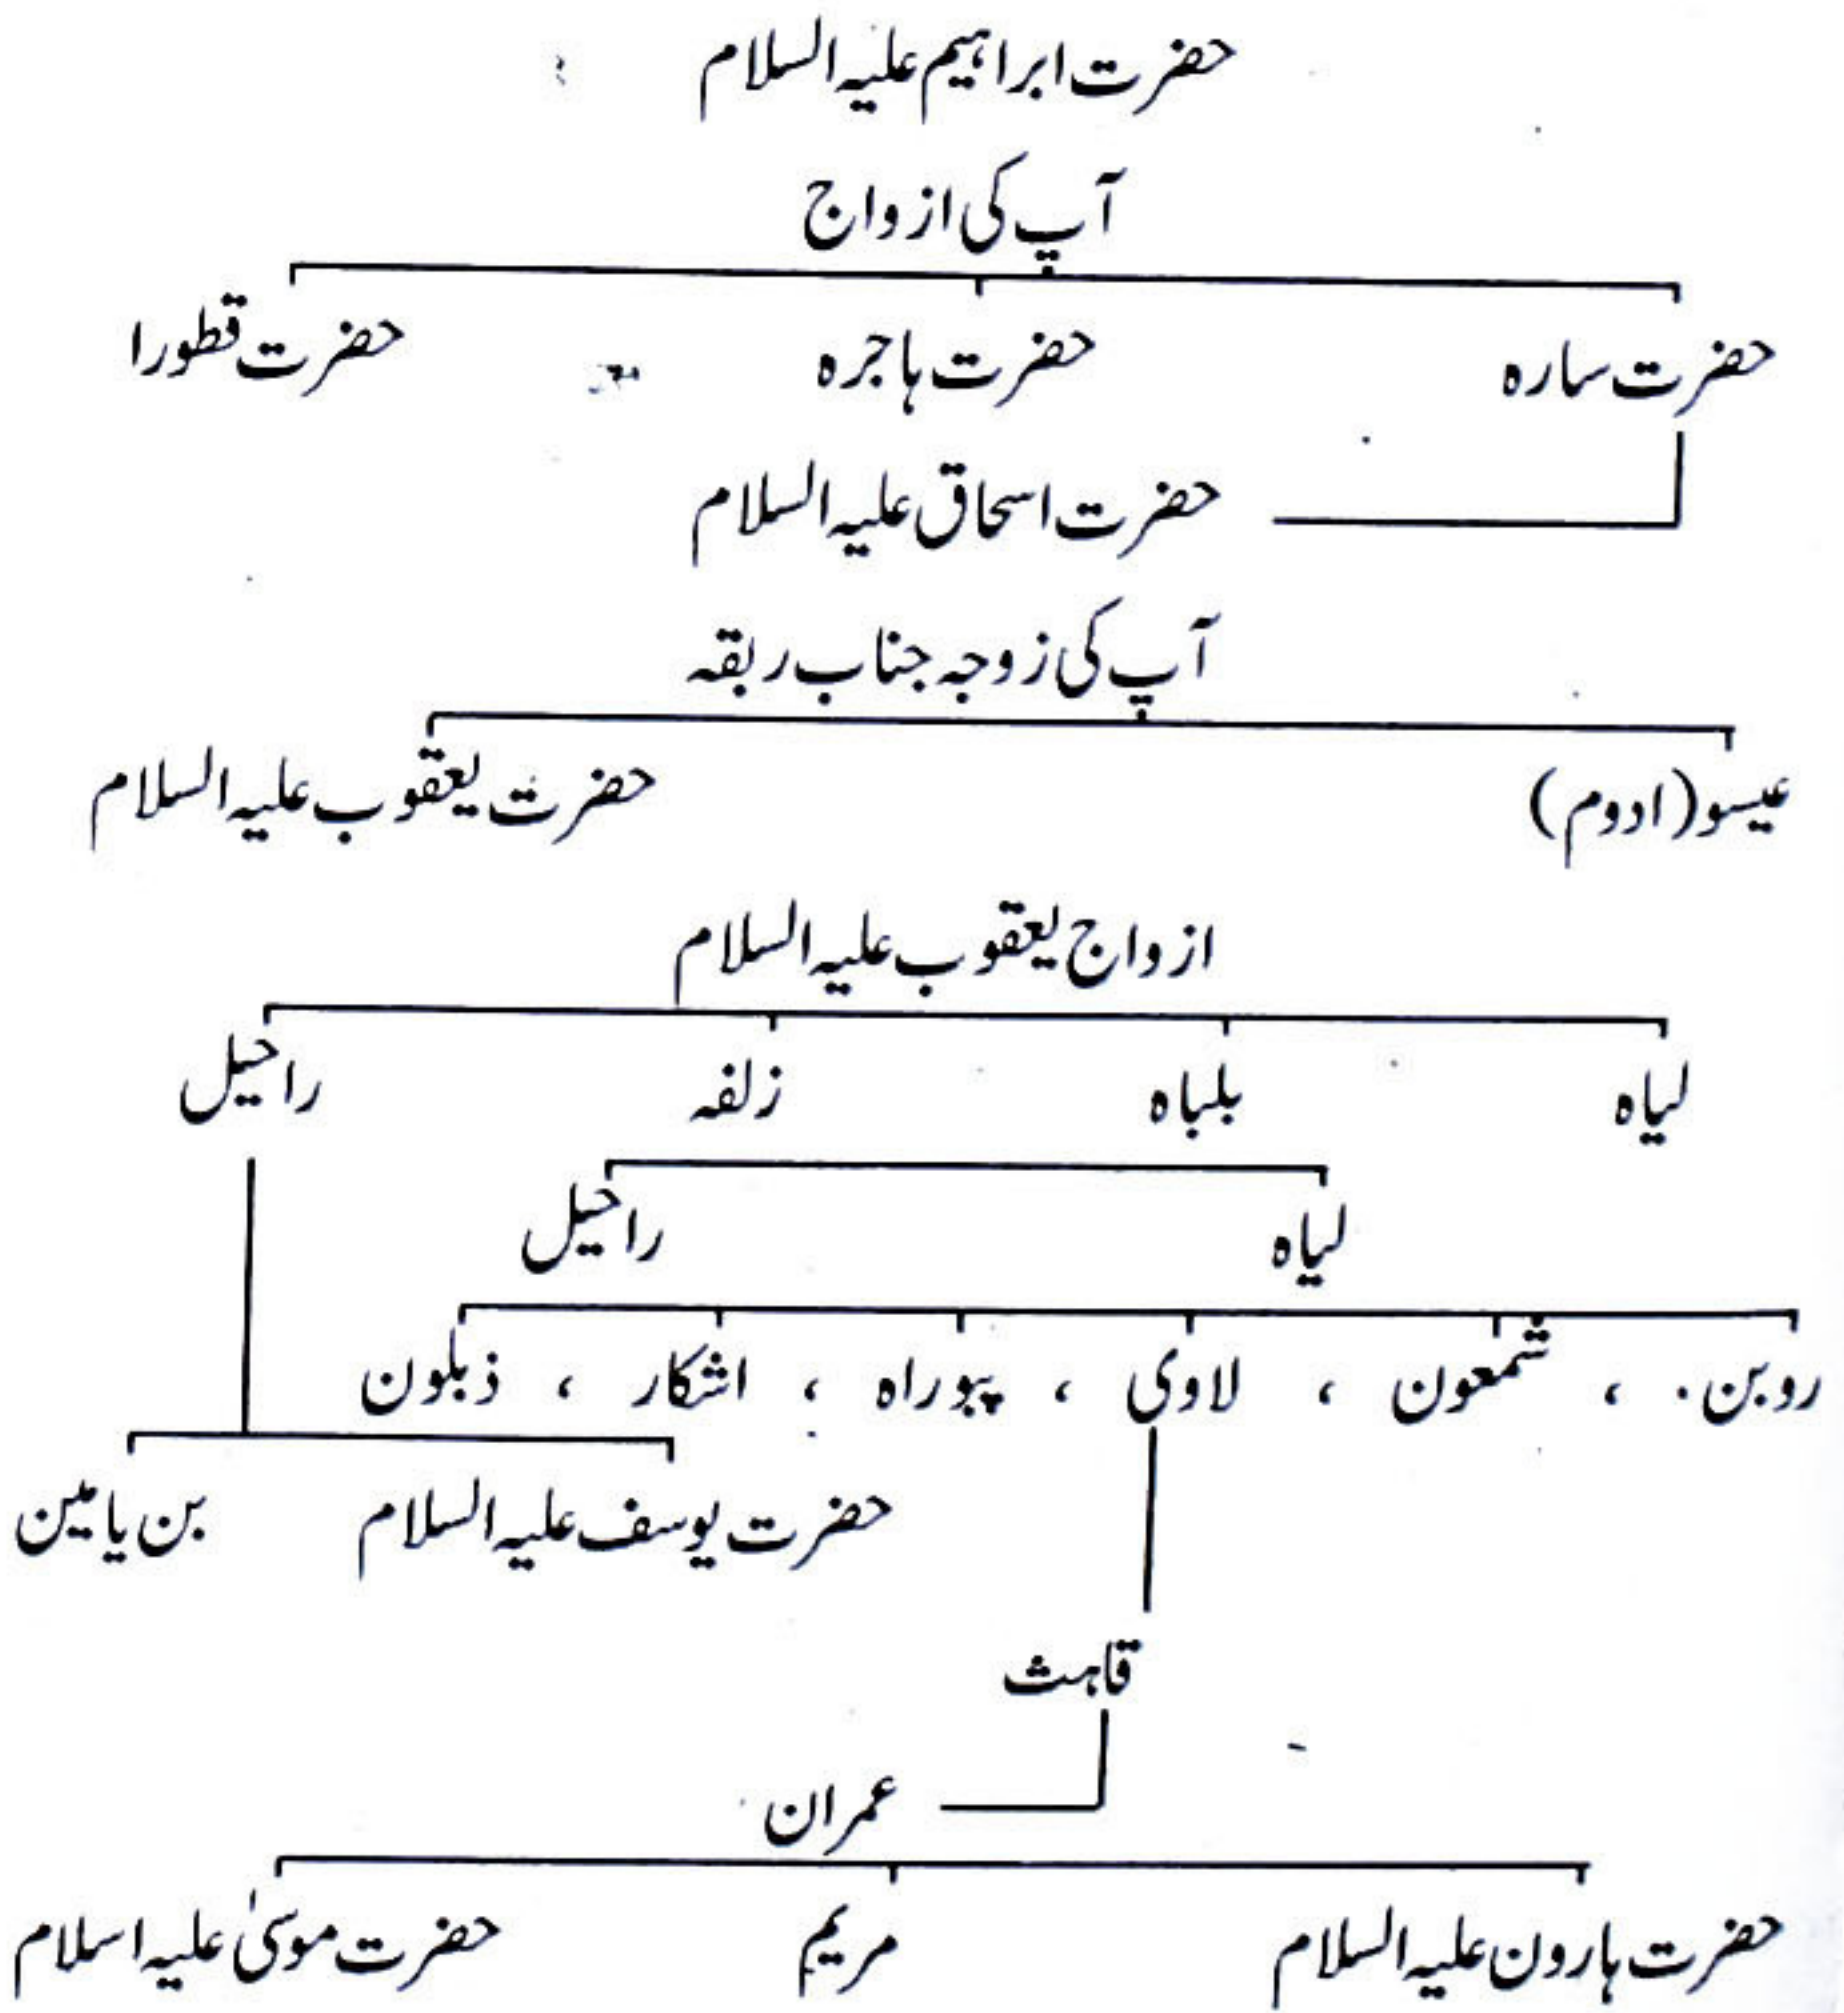 حضرت ابراہیم علیہ السلام
آپ کی ازواج
حضرت سارہ حضرت ہاجرہ حضرت قطورا
حضرت اسحاق علیہ السلام
آپ کی زوجہ جناب ربقہ
عیسو (ادوم) حضرت یعقوب علیہ السلام
ازواج یعقوب علیہ السلام
لیاہ بلباہ زلفہ راحیل
لیاہ راحیل
روبن ، شمعون ، لاوی ، پیوراہ ، اشکار ، ذبلون
حضرت یوسف علیہ السلام بن یامین
قاہث
عمران
حضرت ہارون علیہ السلام مریم حضرت موسیٰ علیہ اسلام